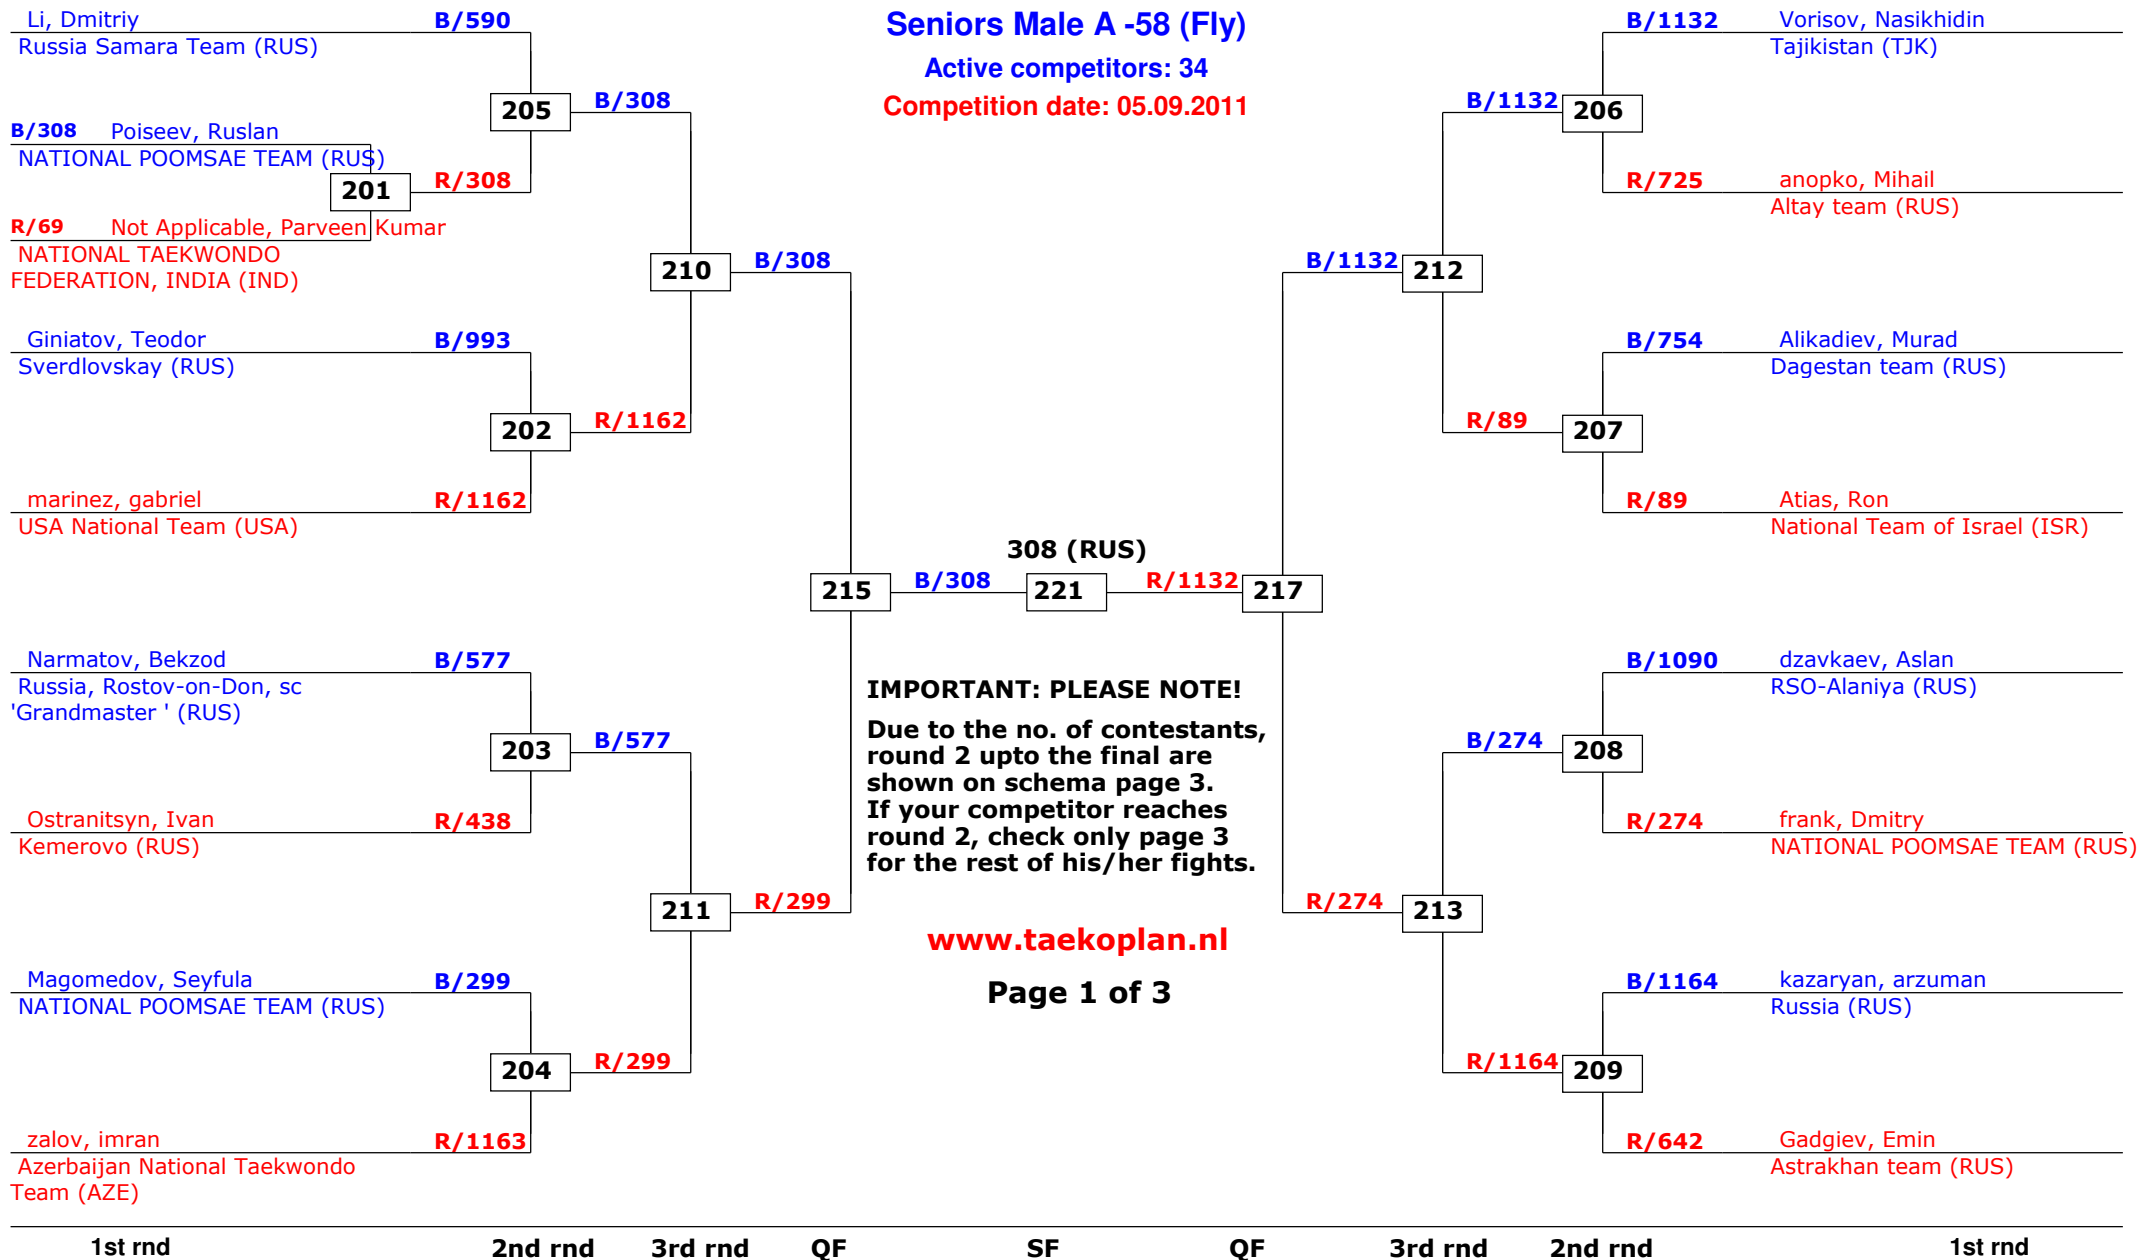 Seniors Male A -58 (Fly)
Active competitors: 34
Competition date: 05.09.2011
Li, Dmitriy B/590
Russia Samara Team (RUS)
205 B/308
B/308 Poiseev, Ruslan
NATIONAL POOMSAE TEAM (RUS)
201 R/308
R/69 Not Applicable, Parveen Kumar
NATIONAL TAEKWONDO
FEDERATION, INDIA (IND)
210 B/308
Giniatov, Teodor B/993
Sverdlovskay (RUS)
202 R/1162
marinez, gabriel R/1162
USA National Team (USA)
215 B/308
Narmatov, Bekzod B/577
Russia, Rostov-on-Don, sc
'Grandmaster ' (RUS)
203 B/577
Ostranitsyn, Ivan R/438
Kemerovo (RUS)
211 R/299
Magomedov, Seyfula B/299
NATIONAL POOMSAE TEAM (RUS)
204 R/299
zalov, imran R/1163
Azerbaijan National Taekwondo
Team (AZE)
308 (RUS)
221
R/1132 217
IMPORTANT: PLEASE NOTE!
Due to the no. of contestants,
round 2 upto the final are
shown on schema page 3.
If your competitor reaches
round 2, check only page 3
for the rest of his/her fights.
www.taekoplan.nl
Page 1 of 3
B/1132 Vorisov, Nasikhidin
Tajikistan (TJK)
B/1132 206
R/725 anopko, Mihail
Altay team (RUS)
B/1132 212
B/754 Alikadiev, Murad
Dagestan team (RUS)
R/89 207
R/89 Atias, Ron
National Team of Israel (ISR)
B/1090 dzavkaev, Aslan
RSO-Alaniya (RUS)
B/274 208
R/274 frank, Dmitry
NATIONAL POOMSAE TEAM (RUS)
R/274 213
B/1164 kazaryan, arzuman
Russia (RUS)
R/1164 209
R/642 Gadgiev, Emin
Astrakhan team (RUS)
1st rnd 2nd rnd 3rd rnd QF SF QF 3rd rnd 2nd rnd 1st rnd